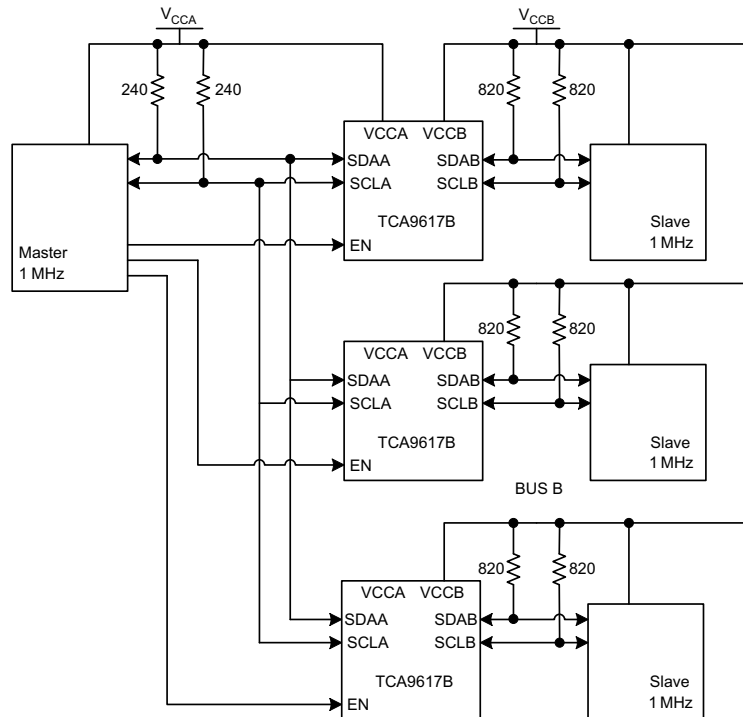 VCCA
VCCB
240
240
820
820
VCCA VCCB
SDAA SDAB
SCLA SCLB
TCA9617B
EN
Master
1 MHz
Slave
1 MHz
820
820
VCCA VCCB
SDAA SDAB
SCLA SCLB
TCA9617B
EN
Slave
1 MHz
BUS B
820
820
VCCA VCCB
SDAA SDAB
SCLA SCLB
TCA9617B
EN
Slave
1 MHz